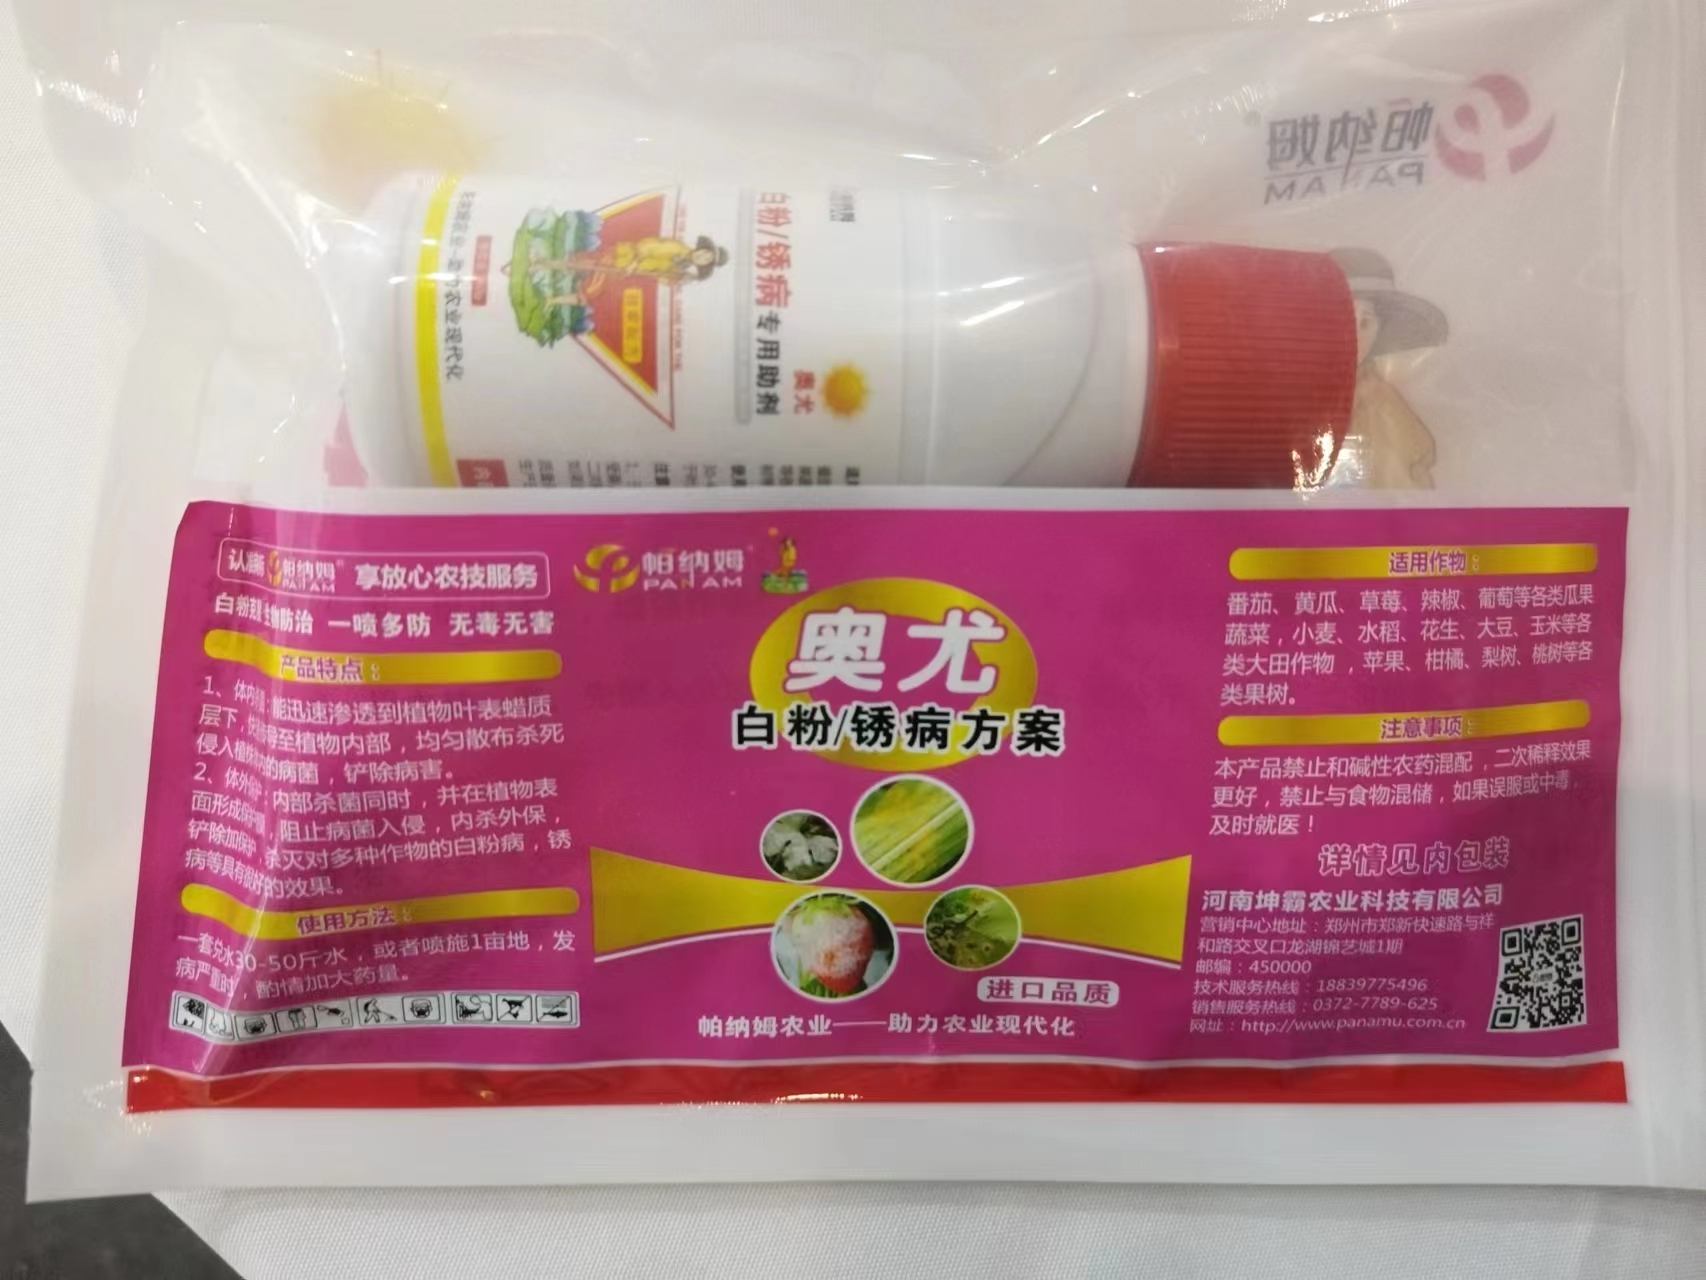 帕纳姆
PANAM
白粉/锈病专用助剂
奥尤
认准 帕纳姆 PANAM 享放心农技服务
一喷多防 无毒无害
产品特点：
1、体内 能迅速渗透到植物叶表蜡质
层下， 至植物内部，均匀散布杀死
侵入植 的病菌，铲除病害。
2、体外 内部杀菌同时，并在植物表
面形成 ，阻止病菌入侵，内杀外保，
铲除加保护，杀灭对多种作物的白粉病，锈
病等具有很好的效果。
使用方法：
一套兑水30-50斤水，或者喷施1亩地，发
病严重时，酌情加大药量。
帕纳姆
PANAM
奥尤
白粉/锈病方案
进口品质
帕纳姆农业——助力农业现代化
适用作物：
番茄、黄瓜、草莓、辣椒、葡萄等各类瓜果
蔬菜，小麦、水稻、花生、大豆、玉米等各
类大田作物，苹果、柑橘、梨树、桃树等各
类果树。
注意事项：
本产品禁止和碱性农药混配，二次稀释效果
更好，禁止与食物混储，如果误服或中毒，
及时就医！
详情见内包装
河南坤霸农业科技有限公司
营销中心地址：郑州市郑新快速路与祥
和路交叉口龙湖锦艺城1期
邮编：450000
技术服务热线：18839775496
销售服务热线：0372-7789-625
网址：http://www.panamu.com.cn